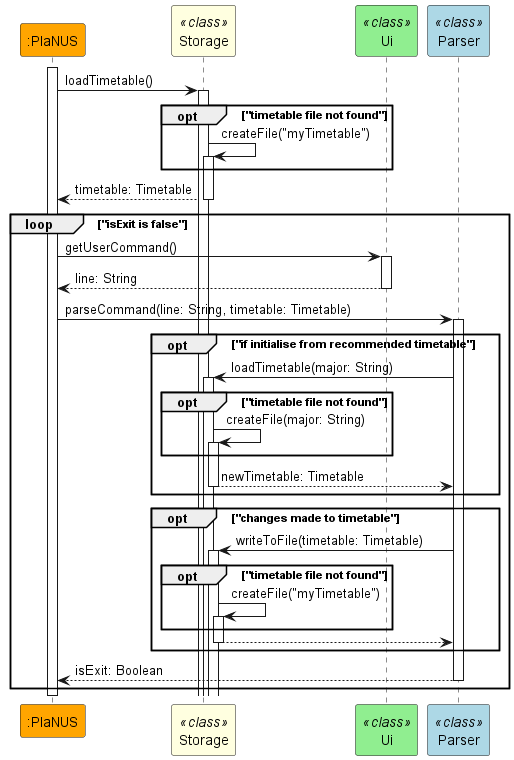 :PlaNUS
«class»
Storage
«class»
Ui
«class»
Parser
loadTimetable()
opt
["timetable file not found"]
createFile("myTimetable")
timetable: Timetable
loop
["isExit is false"]
getUserCommand()
line: String
parseCommand(line: String, timetable: Timetable)
opt
["if initialise from recommended timetable"]
loadTimetable(major: String)
opt
["timetable file not found"]
createFile(major: String)
newTimetable: Timetable
opt
["changes made to timetable"]
writeToFile(timetable: Timetable)
opt
["timetable file not found"]
createFile("myTimetable")
isExit: Boolean
:PlaNUS
«class»
Storage
«class»
Ui
«class»
Parser